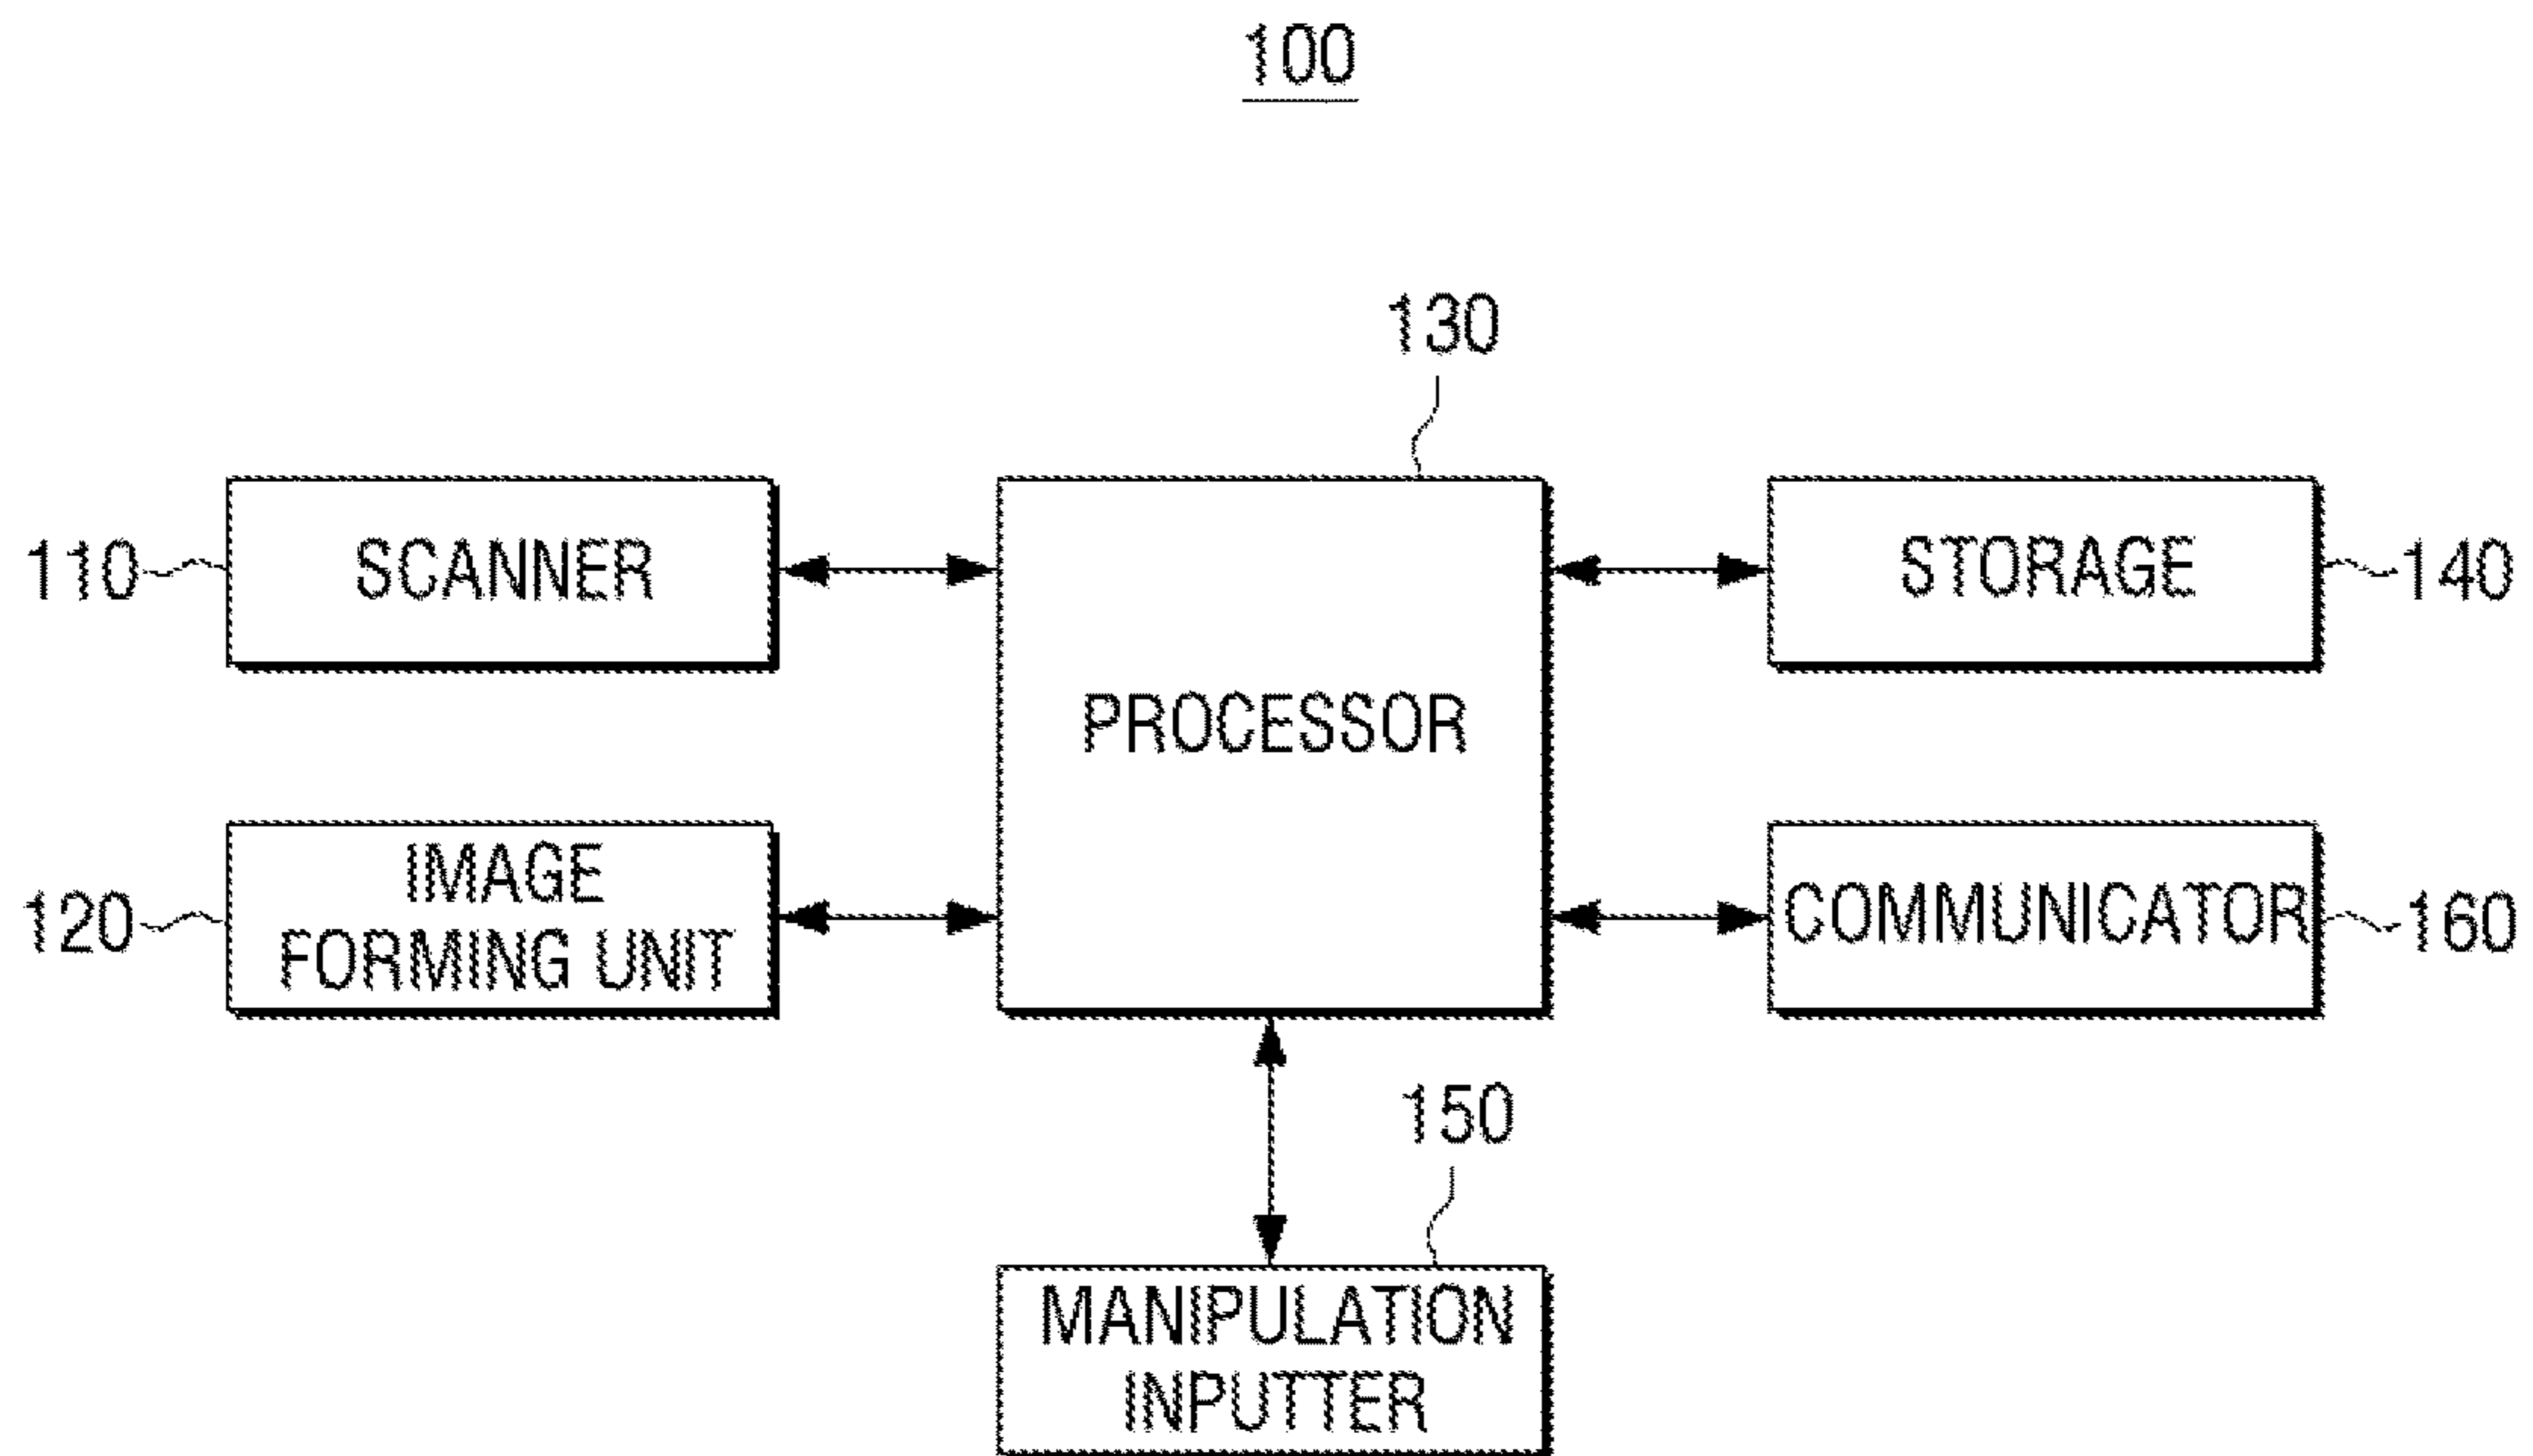 100
130
110
SCANNER
PROCESSOR
STORAGE
140
120
IMAGE
FORMING UNIT
COMMUNICATOR
160
150
MANIPULATION
INPUTTER